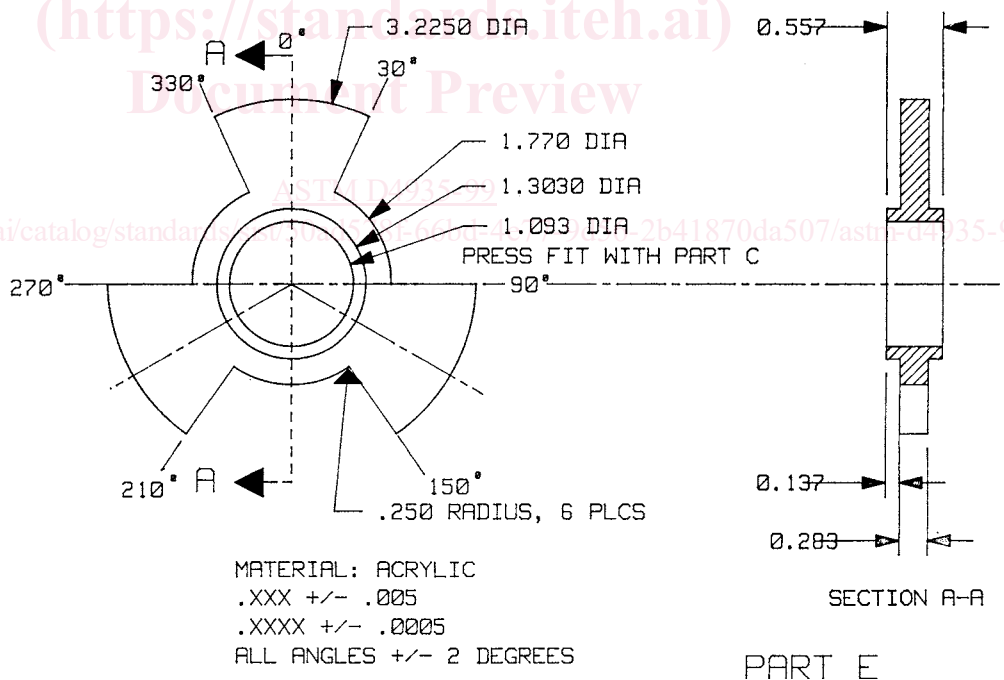 (https://standards.iteh.ai)
Document Preview
ASTM D4935-99
A
0°
3.2250 DIA
0.557
330°
30°
1.770 DIA
1.3030 DIA
1.093 DIA
PRESS FIT WITH PART C
270°
90°
210°
A
150°
.250 RADIUS, 6 PLCS
0.137
0.283
MATERIAL: ACRYLIC
.XXX +/- .005
.XXXX +/- .0005
ALL ANGLES +/- 2 DEGREES
SECTION A-A
PART E